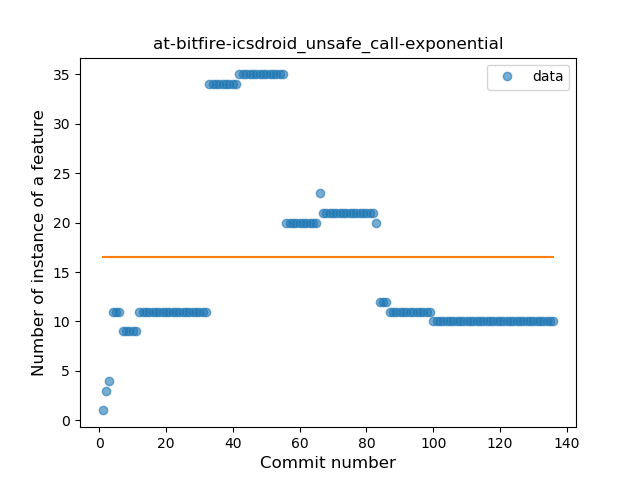 at-bitfire-icsdroid_unsafe_call-exponential
data
Number of instance of a feature
35
30
25
20
15
10
5
0
0 20 40 60 80 100 120 140
Commit number